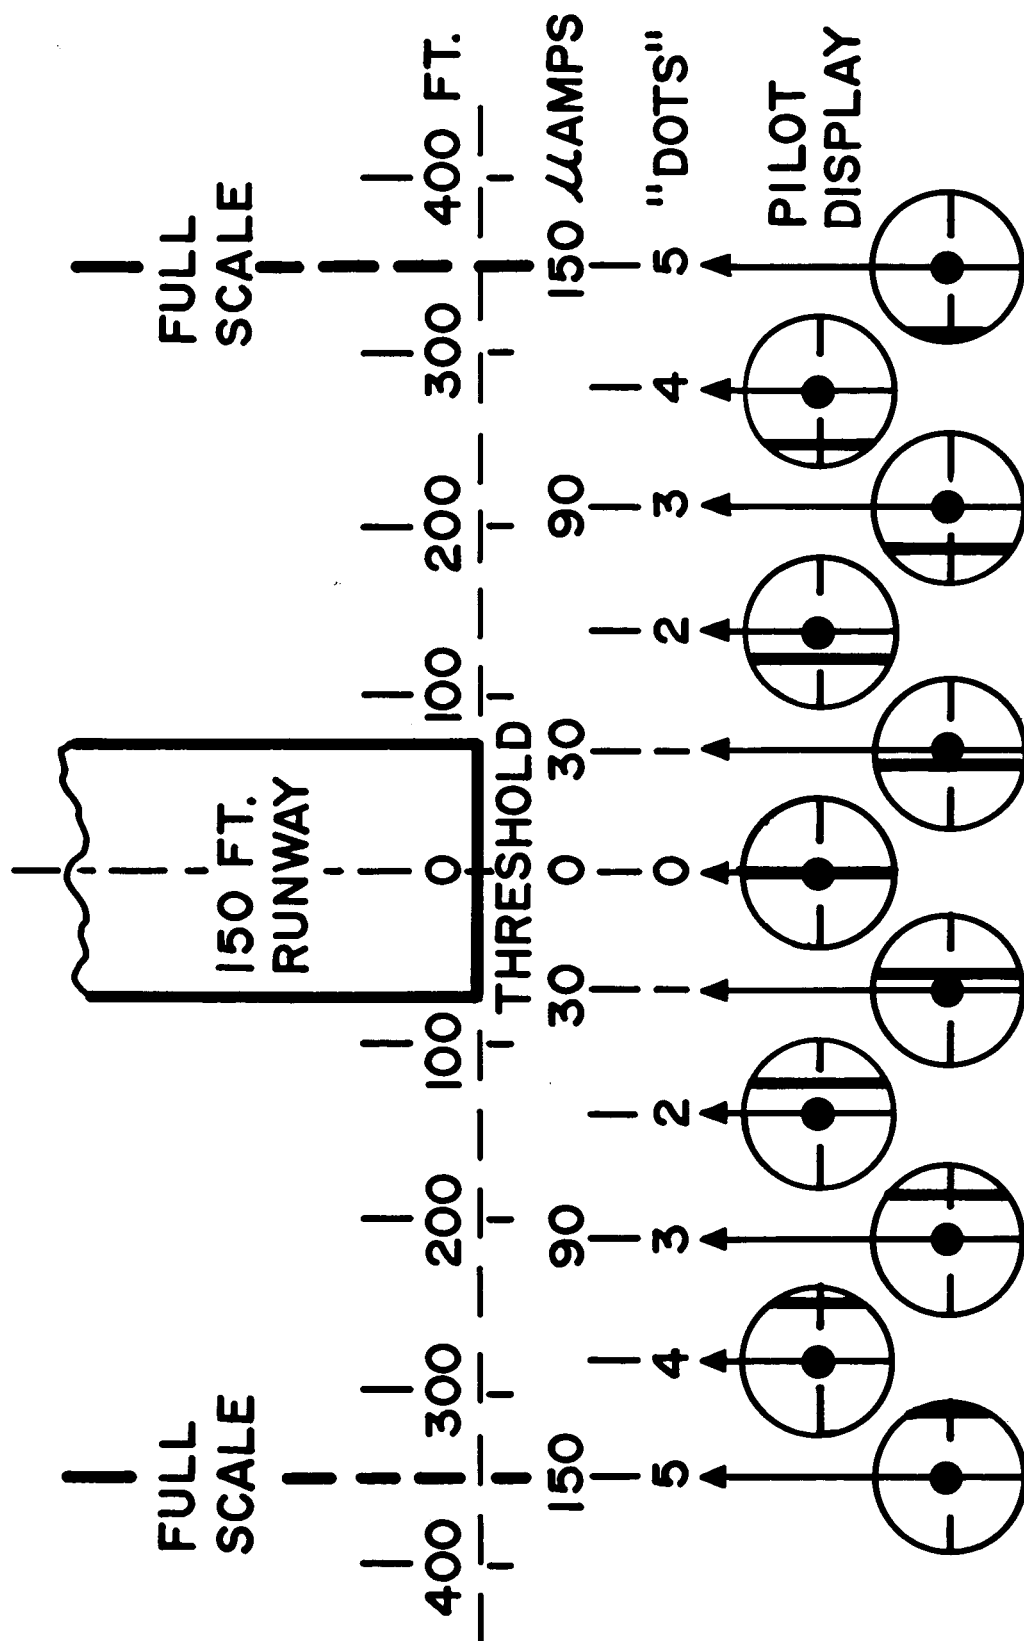 FULL
SCALE
FULL
SCALE
150 FT.
RUNWAY
400 300 200 100 0 100 200 300 400 FT.
THRESHOLD
150 90 30 0 30 90 150 μAMPS
5 4 3 2 1 0 1 2 3 4 5 "DOTS"
PILOT
DISPLAY